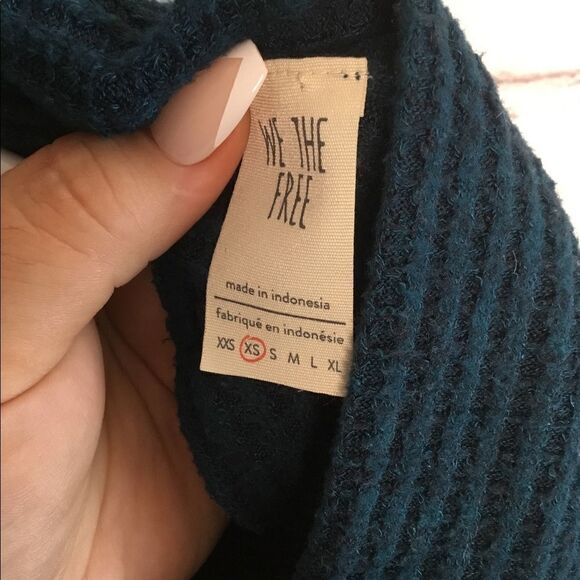 WE THE
FREE
made in indonesia
fabriqué en indonésie
XXS XS S M L XL